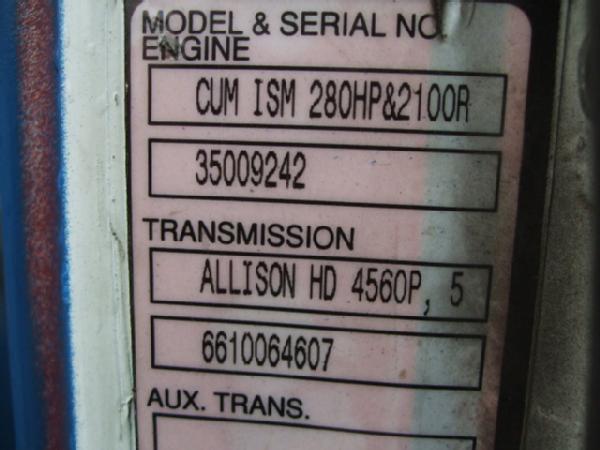 MODEL & SERIAL NO.
ENGINE
CUM ISM 280HP&2100R
35009242
TRANSMISSION
ALLISON HD 4560P, 5
6610064607
AUX. TRANS.